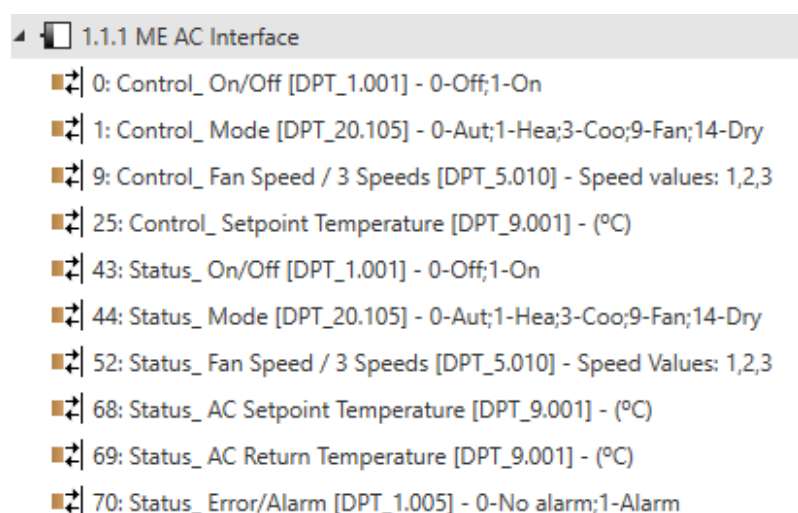 1.1.1 ME AC Interface
0: Control_ On/Off [DPT_1.001] - 0-Off;1-On
1: Control_ Mode [DPT_20.105] - 0-Aut;1-Hea;3-Coo;9-Fan;14-Dry
9: Control_ Fan Speed / 3 Speeds [DPT_5.010] - Speed values: 1,2,3
25: Control_ Setpoint Temperature [DPT_9.001] - (ºC)
43: Status_ On/Off [DPT_1.001] - 0-Off;1-On
44: Status_ Mode [DPT_20.105] - 0-Aut;1-Hea;3-Coo;9-Fan;14-Dry
52: Status_ Fan Speed / 3 Speeds [DPT_5.010] - Speed Values: 1,2,3
68: Status_ AC Setpoint Temperature [DPT_9.001] - (ºC)
69: Status_ AC Return Temperature [DPT_9.001] - (ºC)
70: Status_ Error/Alarm [DPT_1.005] - 0-No alarm;1-Alarm